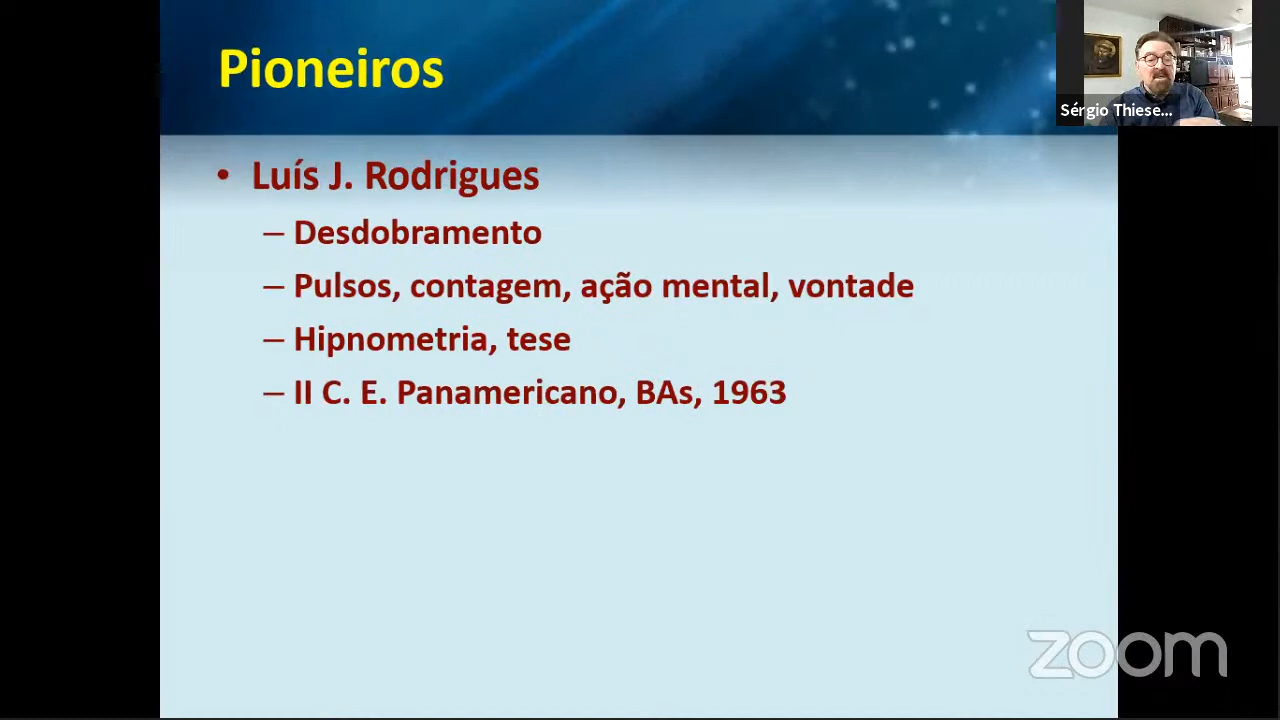 Pioneiros
Sérgio Thiese...
• Luís J. Rodrigues
– Desdobramento
– Pulsos, contagem, ação mental, vontade
– Hipnometria, tese
– II C. E. Panamericano, BAs, 1963
zoom